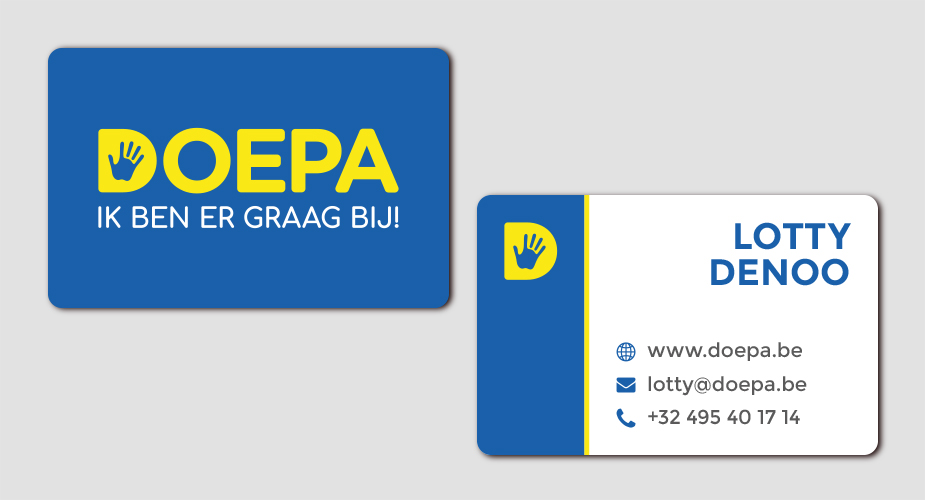 DOEPA
IK BEN ER GRAAG BIJ!
D
LOTTY
DENOO
www.doepa.be
lotty@doepa.be
+32 495 40 17 14